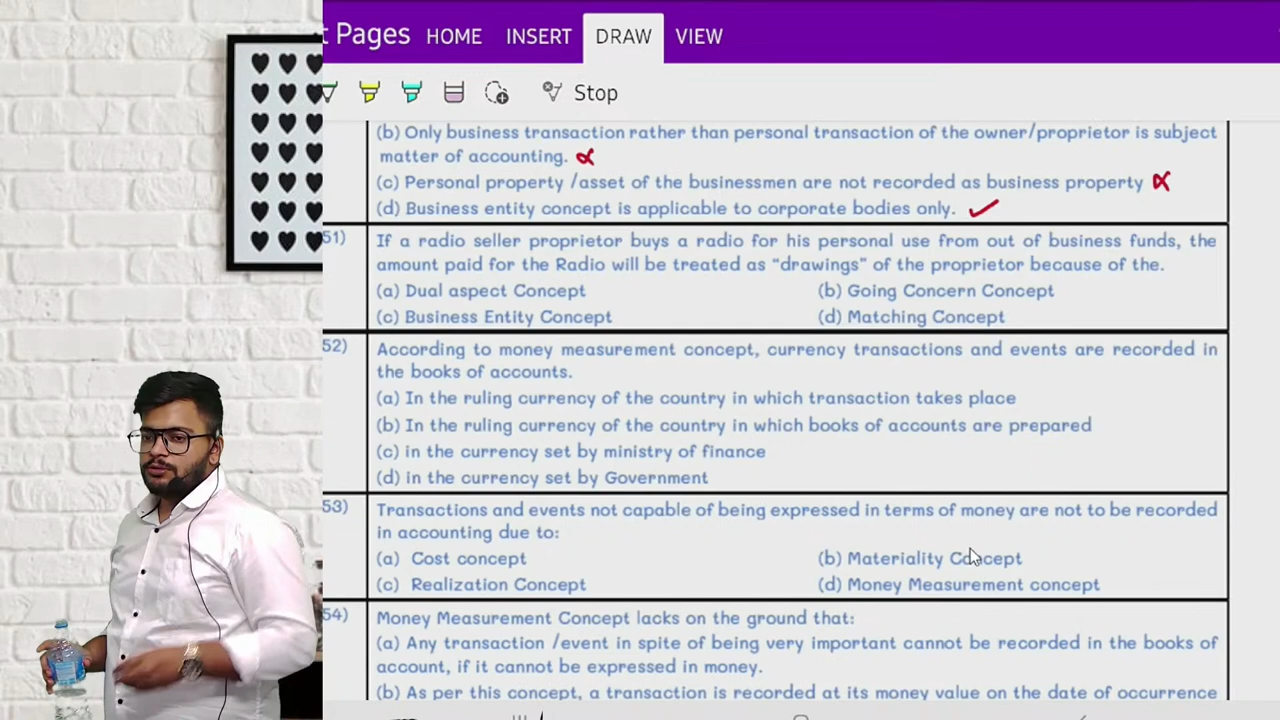 t Pages HOME INSERT DRAW VIEW
Stop
(b) Only business transaction rather than personal transaction of the owner/proprietor is subject
matter of accounting.
(c) Personal property /asset of the businessmen are not recorded as business property
(d) Business entity concept is applicable to corporate bodies only.
51) If a radio seller proprietor buys a radio for his personal use from out of business funds, the
amount paid for the Radio will be treated as “drawings” of the proprietor because of the.
(a) Dual aspect Concept (b) Going Concern Concept
(c) Business Entity Concept (d) Matching Concept
52) According to money measurement concept, currency transactions and events are recorded in
the books of accounts.
(a) In the ruling currency of the country in which transaction takes place
(b) In the ruling currency of the country in which books of accounts are prepared
(c) in the currency set by ministry of finance
(d) in the currency set by Government
53) Transactions and events not capable of being expressed in terms of money are not to be recorded
in accounting due to:
(a) Cost concept (b) Materiality Concept
(c) Realization Concept (d) Money Measurement concept
54) Money Measurement Concept lacks on the ground that:
(a) Any transaction /event in spite of being very important cannot be recorded in the books of
account, if it cannot be expressed in money.
(b) As per this concept, a transaction is recorded at its money value on the date of occurrence